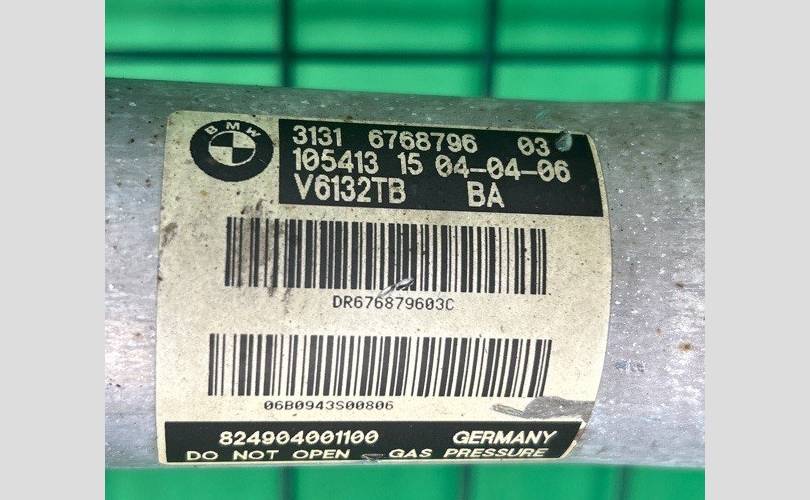 BMW
3131 6768796 03
105413 15 04-04-06
V6132TB BA
DR676879603C
06B0943S00806
824904001100 GERMANY
DO NOT OPEN - GAS PRESSURE